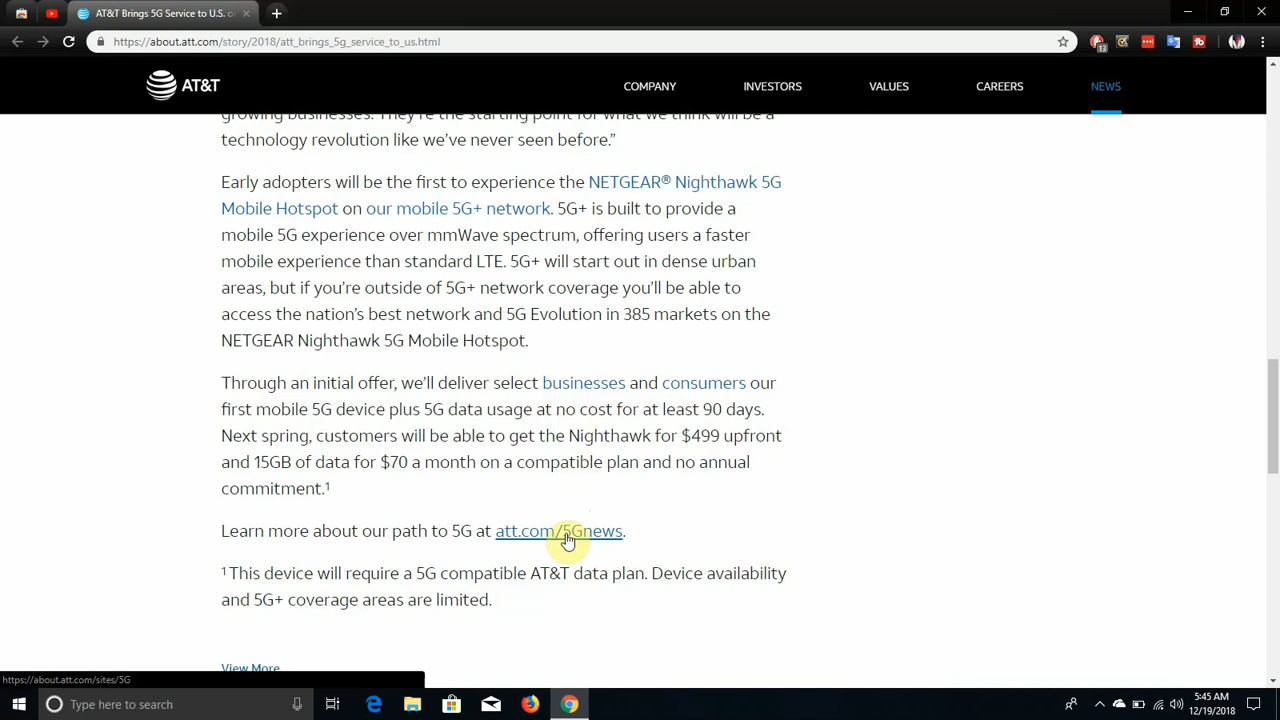 AT&T Brings 5G Service to U.S. o
https://about.att.com/story/2018/att_brings_5g_service_to_us.html
13
AT&T
COMPANY
INVESTORS
VALUES
CAREERS
NEWS
growing businesses. They're the starting point for what we think will be a
technology revolution like we've never seen before.”
Early adopters will be the first to experience the NETGEAR® Nighthawk 5G
Mobile Hotspot on our mobile 5G+ network. 5G+ is built to provide a
mobile 5G experience over mmWave spectrum, offering users a faster
mobile experience than standard LTE. 5G+ will start out in dense urban
areas, but if you're outside of 5G+ network coverage you'll be able to
access the nation's best network and 5G Evolution in 385 markets on the
NETGEAR Nighthawk 5G Mobile Hotspot.
Through an initial offer, we'll deliver select businesses and consumers our
first mobile 5G device plus 5G data usage at no cost for at least 90 days.
Next spring, customers will be able to get the Nighthawk for $499 upfront
and 15GB of data for $70 a month on a compatible plan and no annual
commitment.¹
Learn more about our path to 5G at att.com/5Gnews.
¹ This device will require a 5G compatible AT&T data plan. Device availability
and 5G+ coverage areas are limited.
View More
https://about.att.com/sites/5G
Type here to search
5:45 AM
12/19/2018